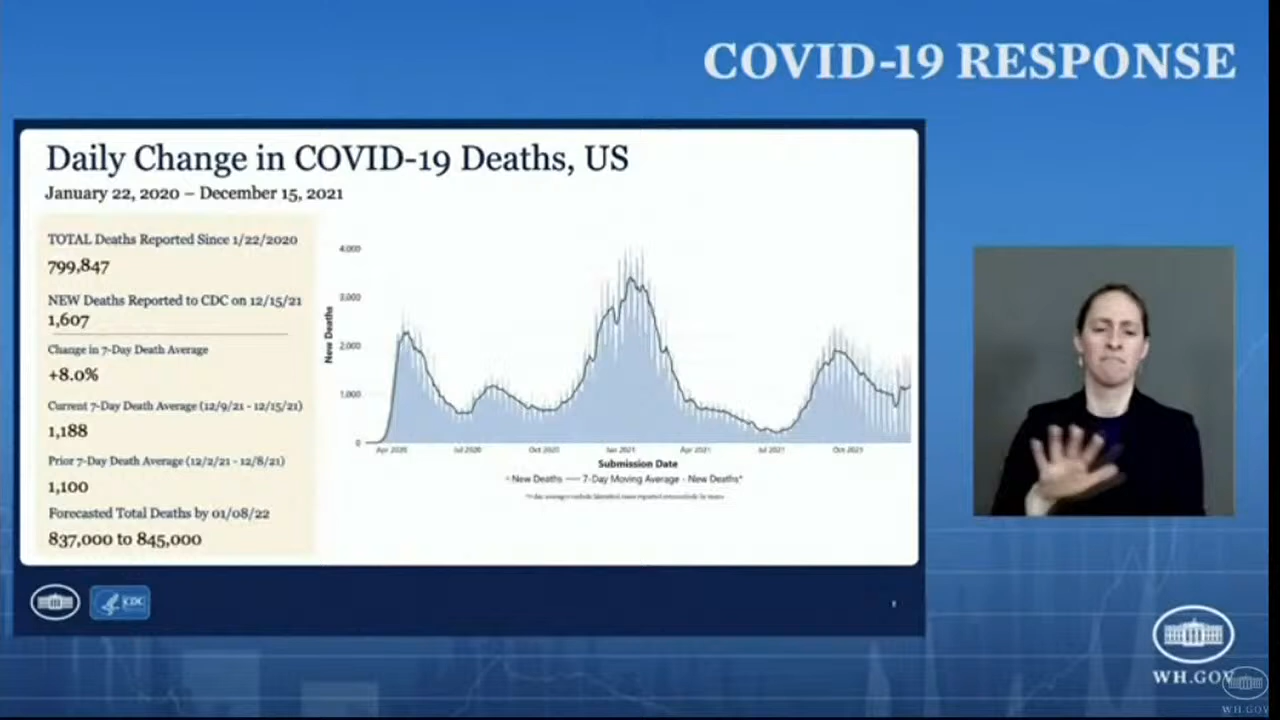 COVID-19 RESPONSE
Daily Change in COVID-19 Deaths, US
January 22, 2020 – December 15, 2021
TOTAL Deaths Reported Since 1/22/2020
799,847
NEW Deaths Reported to CDC on 12/15/21
1,607
Change in 7-Day Death Average
+8.0%
Current 7-Day Death Average (12/9/21 - 12/15/21)
1,188
Prior 7-Day Death Average (12/2/21 - 12/8/21)
1,100
Forecasted Total Deaths by 01/08/22
837,000 to 845,000
New Deaths
4,000
3,000
2,000
1,000
0
Apr 2020
Jul 2020
Oct 2020
Jan 2021
Apr 2021
Jul 2021
Oct 2021
Submission Date
New Deaths — 7-Day Moving Average - New Deaths*
CDC
WH.GOV
WH.GOV